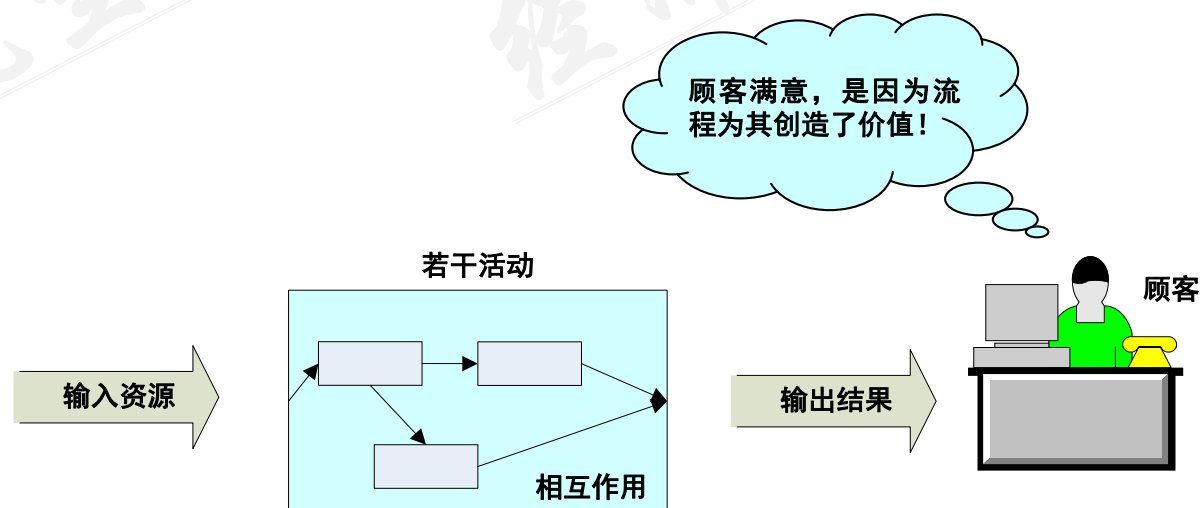 顾客满意，是因为流
程为其创造了价值！
若干活动
顾客
输入资源
输出结果
相互作用